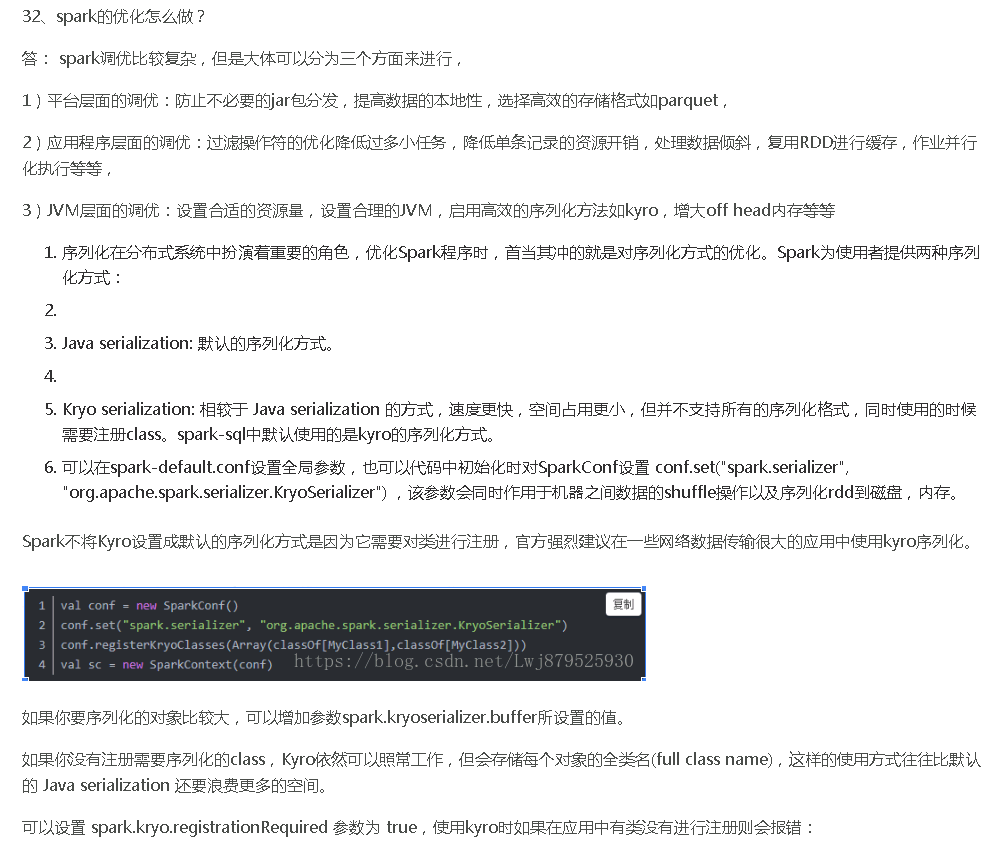 32、spark的优化怎么做？
答： spark调优比较复杂，但是大体可以分为三个方面来进行，
1）平台层面的调优：防止不必要的jar包分发，提高数据的本地性，选择高效的存储格式如parquet，
2）应用程序层面的调优：过滤操作符的优化降低过多小任务，降低单条记录的资源开销，处理数据倾斜，复用RDD进行缓存，作业并行
化执行等等，
3）JVM层面的调优：设置合适的资源量，设置合理的JVM，启用高效的序列化方法如kyro，增大off head内存等等
1. 序列化在分布式系统中扮演着重要的角色，优化Spark程序时，首当其冲的就是对序列化方式的优化。Spark为使用者提供两种序列
化方式：
2.
3. Java serialization: 默认的序列化方式。
4.
5. Kryo serialization: 相较于 Java serialization 的方式，速度更快，空间占用更小，但并不支持所有的序列化格式，同时使用的时候
需要注册class。spark-sql中默认使用的是kyro的序列化方式。
6. 可以在spark-default.conf设置全局参数，也可以代码中初始化时对SparkConf设置 conf.set("spark.serializer",
"org.apache.spark.serializer.KryoSerializer") ，该参数会同时作用于机器之间数据的shuffle操作以及序列化rdd到磁盘，内存。
Spark不将Kyro设置成默认的序列化方式是因为它需要对类进行注册，官方强烈建议在一些网络数据传输很大的应用中使用kyro序列化。
复制
1 val conf = new SparkConf()
2 conf.set("spark.serializer", "org.apache.spark.serializer.KryoSerializer")
3 conf.registerKryoClasses(Array(classOf[MyClass1],classOf[MyClass2]))
4 val sc = new SparkContext(conf)
https://blog.csdn.net/Lwj879525930
如果你要序列化的对象比较大，可以增加参数spark.kryoserializer.buffer所设置的值。
如果你没有注册需要序列化的class，Kyro依然可以照常工作，但会存储每个对象的全类名(full class name)，这样的使用方式往往比默认
的 Java serialization 还要浪费更多的空间。
可以设置 spark.kryo.registrationRequired 参数为 true，使用kyro时如果在应用中有类没有进行注册则会报错：